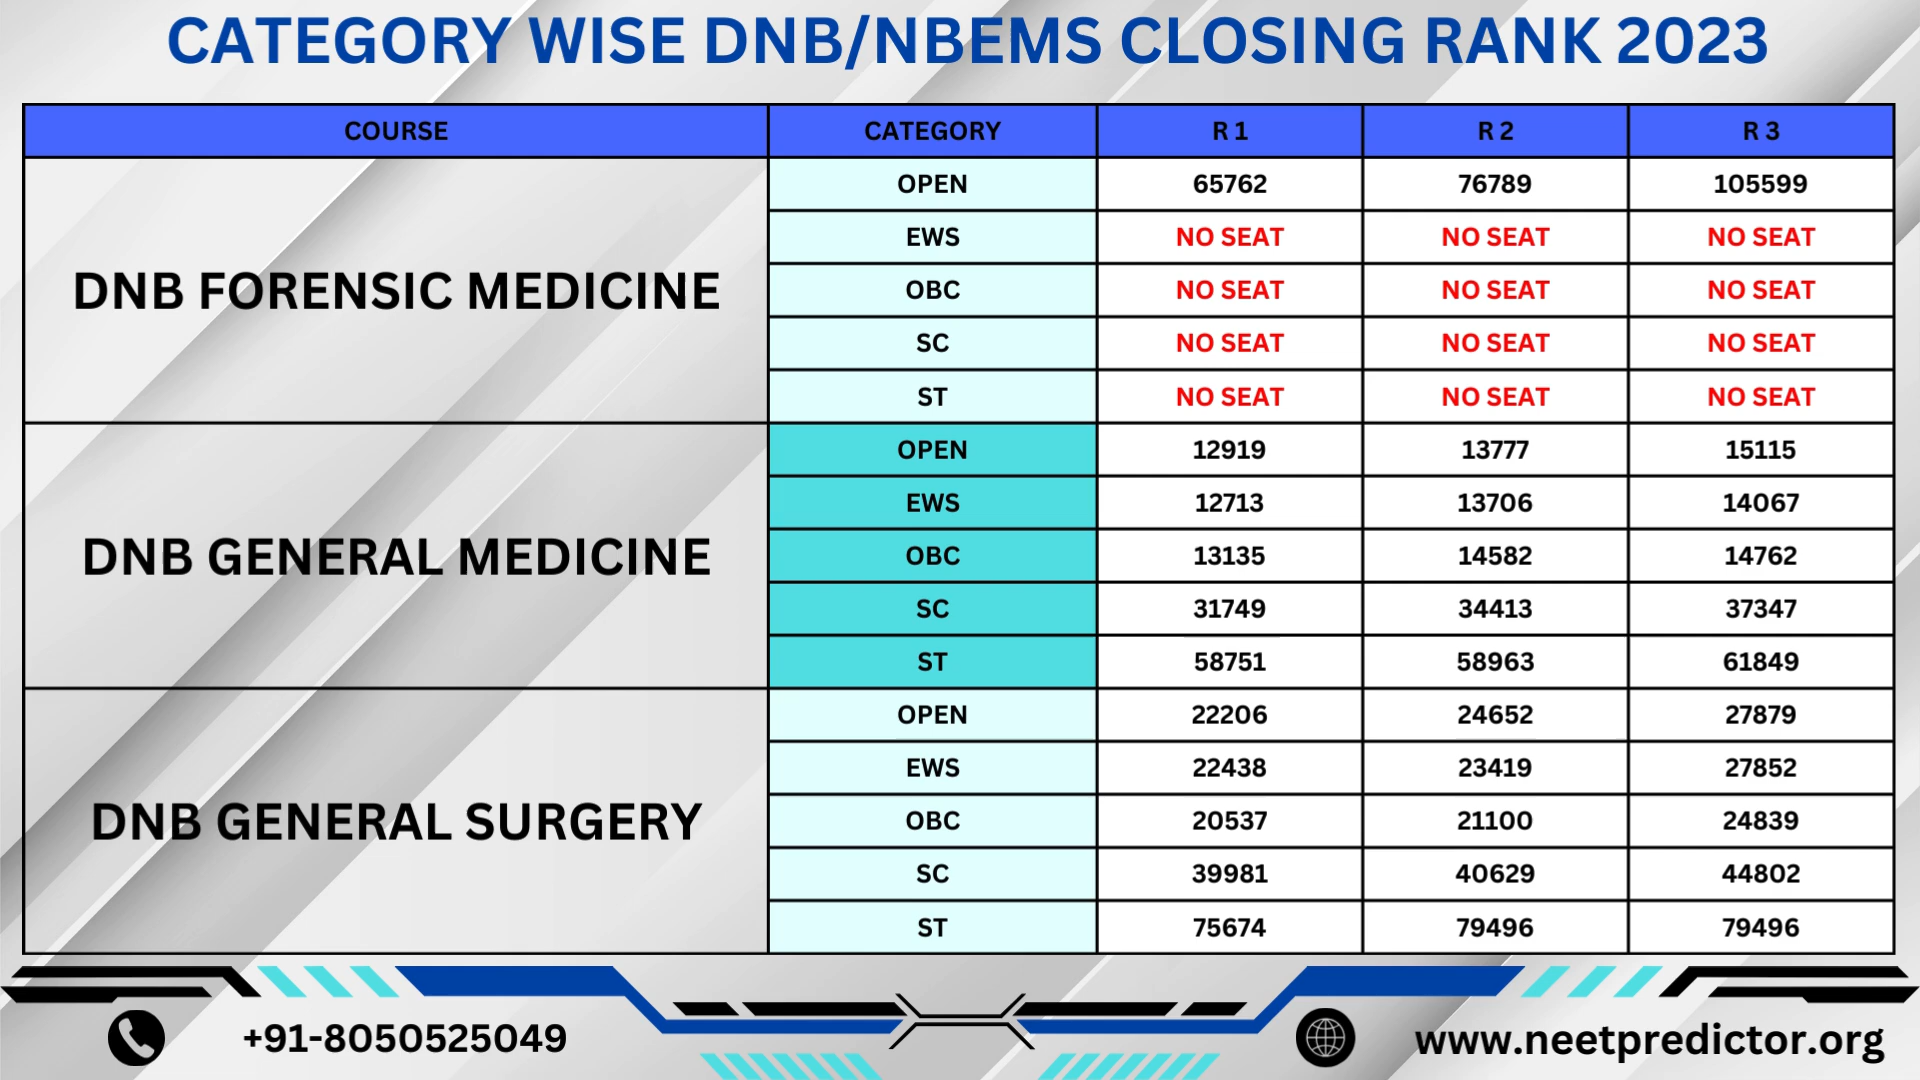 CATEGORY WISE DNB/NBEMS CLOSING RANK 2023
COURSE CATEGORY R 1 R 2 R 3
DNB FORENSIC MEDICINE
OPEN 65762 76789 105599
EWS NO SEAT NO SEAT NO SEAT
OBC NO SEAT NO SEAT NO SEAT
SC NO SEAT NO SEAT NO SEAT
ST NO SEAT NO SEAT NO SEAT
DNB GENERAL MEDICINE
OPEN 12919 13777 15115
EWS 12713 13706 14067
OBC 13135 14582 14762
SC 31749 34413 37347
ST 58751 58963 61849
DNB GENERAL SURGERY
OPEN 22206 24652 27879
EWS 22438 23419 27852
OBC 20537 21100 24839
SC 39981 40629 44802
ST 75674 79496 79496
+91-8050525049
www.neetpredictor.org